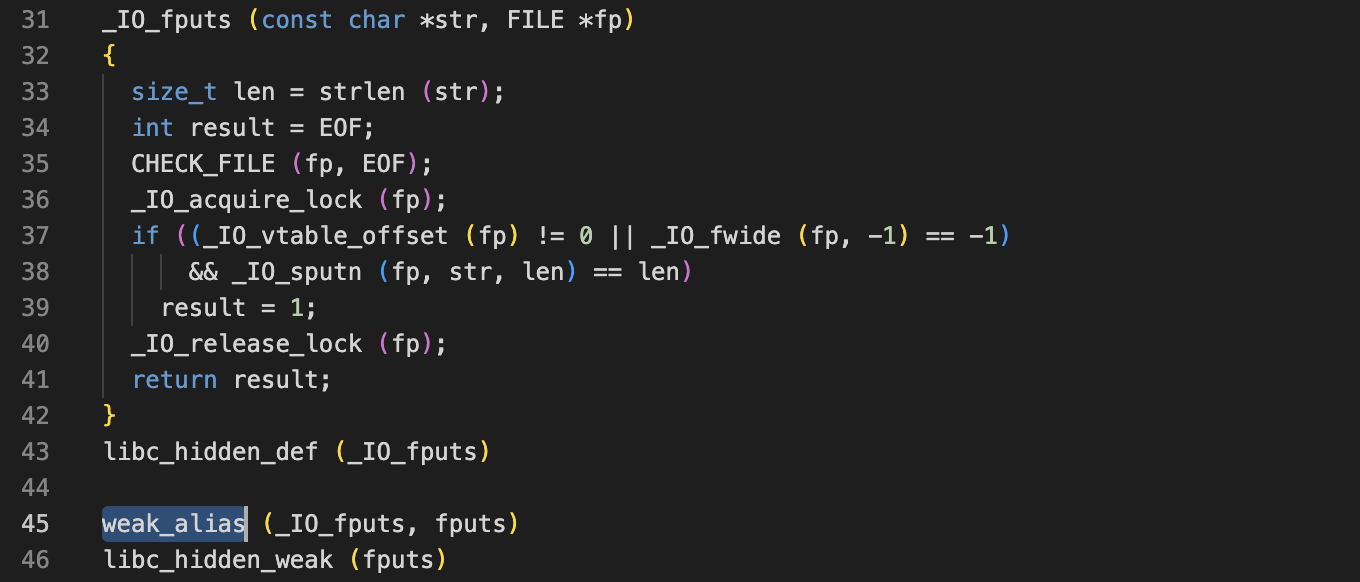 31 _IO_fputs (const char *str, FILE *fp)
32 {
33   size_t len = strlen (str);
34   int result = EOF;
35   CHECK_FILE (fp, EOF);
36   _IO_acquire_lock (fp);
37   if ((_IO_vtable_offset (fp) != 0 || _IO_fwide (fp, -1) == -1)
38       && _IO_sputn (fp, str, len) == len)
39     result = 1;
40   _IO_release_lock (fp);
41   return result;
42 }
43 libc_hidden_def (_IO_fputs)
44
45 weak_alias (_IO_fputs, fputs)
46 libc_hidden_weak (fputs)